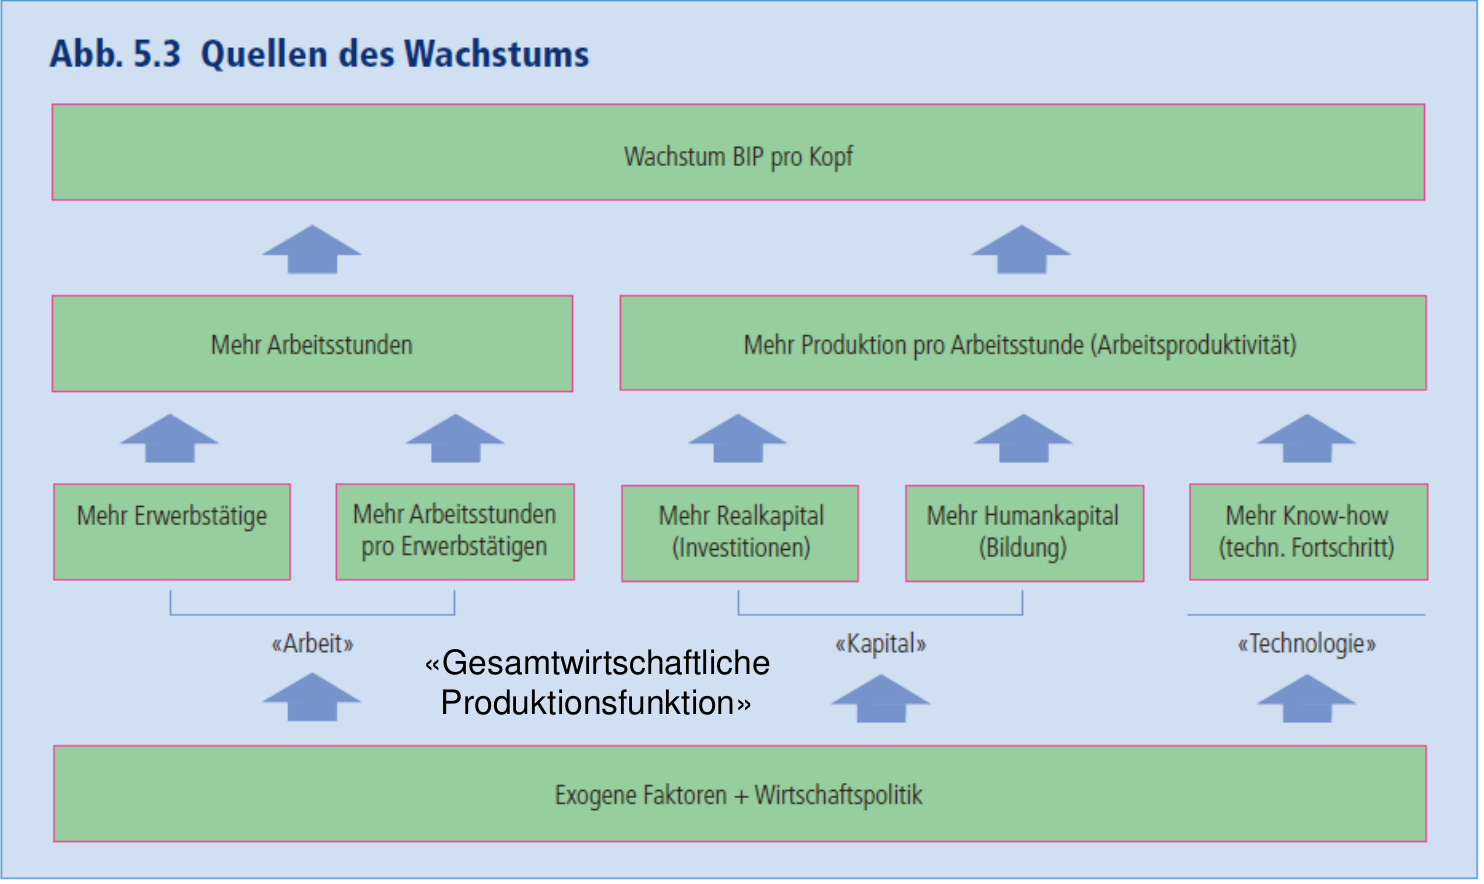 Abb. 5.3 Quellen des Wachstums
Wachstum BIP pro Kopf
Mehr Arbeitsstunden
Mehr Produktion pro Arbeitsstunde (Arbeitsproduktivität)
Mehr Erwerbstätige
Mehr Arbeitsstunden
pro Erwerbstätigen
Mehr Realkapital
(Investitionen)
Mehr Humankapital
(Bildung)
Mehr Know-how
(techn. Fortschritt)
«Arbeit»
«Gesamtwirtschaftliche
Produktionsfunktion»
«Kapital»
«Technologie»
Exogene Faktoren + Wirtschaftspolitik